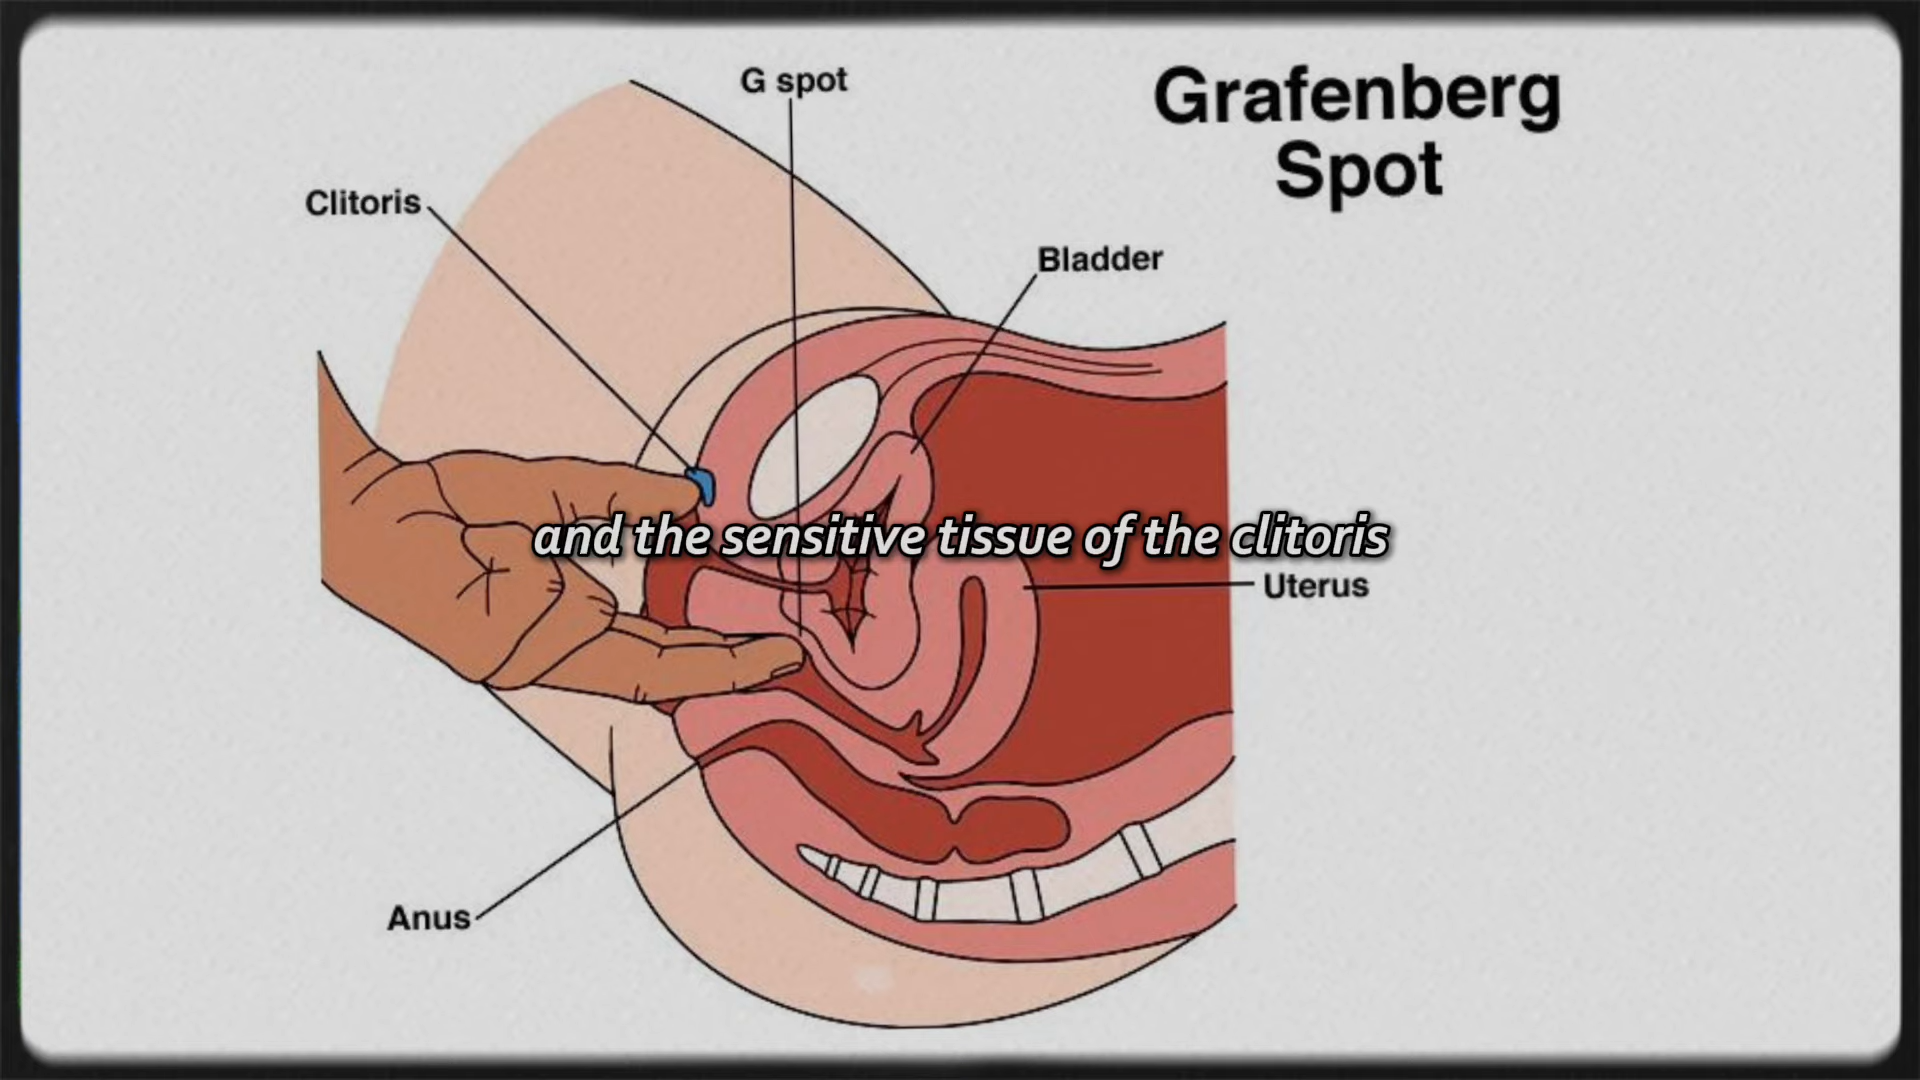 G spot
Grafenberg
Spot
Clitoris
Bladder
and the sensitive tissue of the clitoris
Uterus
Anus